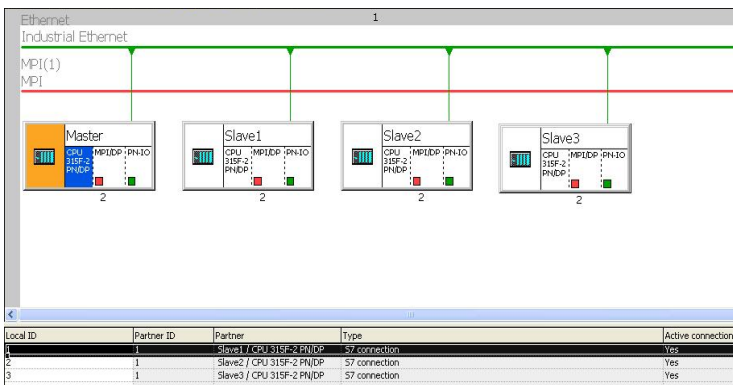 Ethernet
1
Industrial Ethernet
MPI(1)
MPI
Master
CPU 315F-2 PN/DP
MPI/DP
PN-IO
2
Slave1
CPU 315F-2 PN/DP
MPI/DP
PN-IO
2
Slave2
CPU 315F-2 PN/DP
MPI/DP
PN-IO
2
Slave3
CPU 315F-2 PN/DP
MPI/DP
PN-IO
2
Local ID Partner ID Partner Type Active connection
1 1 Slave1 / CPU 315F-2 PN/DP S7 connection Yes
2 1 Slave2 / CPU 315F-2 PN/DP S7 connection Yes
3 1 Slave3 / CPU 315F-2 PN/DP S7 connection Yes